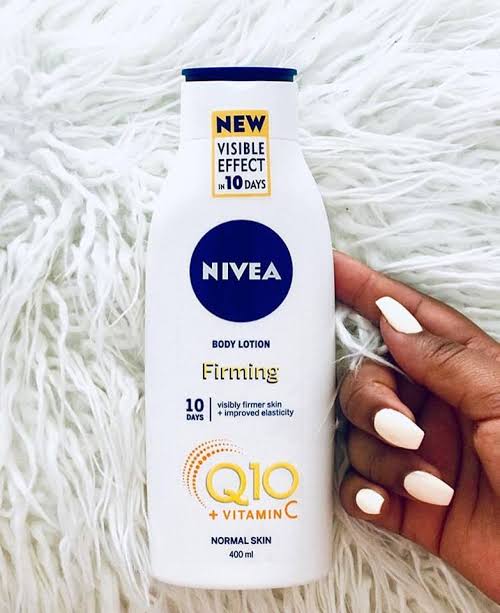 NEW
VISIBLE
EFFECT
IN 10 DAYS
NIVEA
BODY LOTION
Firming
10 DAYS
visibly firmer skin
+ improved elasticity
Q10
+ VITAMIN C
NORMAL SKIN
400 ml